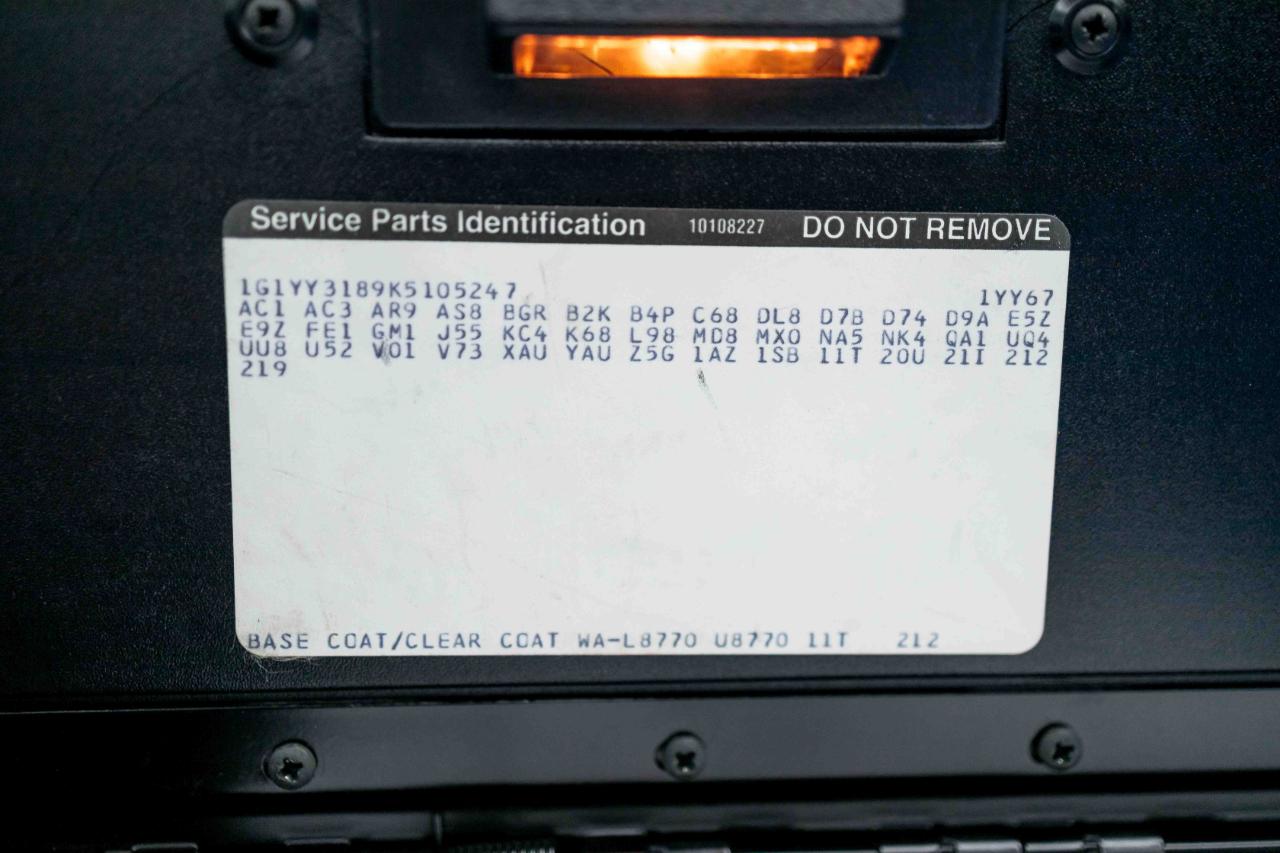 Service Parts Identification 10108227 DO NOT REMOVE
1G1YY3189K5105247 1YY67
AC1 AC3 AR9 AS8 BGR B2K B4P C68 DL8 D7B D74 D9A E5Z
E9Z FE1 GM1 J55 KC4 K68 L98 MD8 MX0 NA5 NK4 QA1 UQ4
UU8 U52 V01 V73 XAU YAU Z5G 1AZ 1SB 11T 20U 21I 212
219
BASE COAT/CLEAR COAT WA-L8770 U8770 11T 212